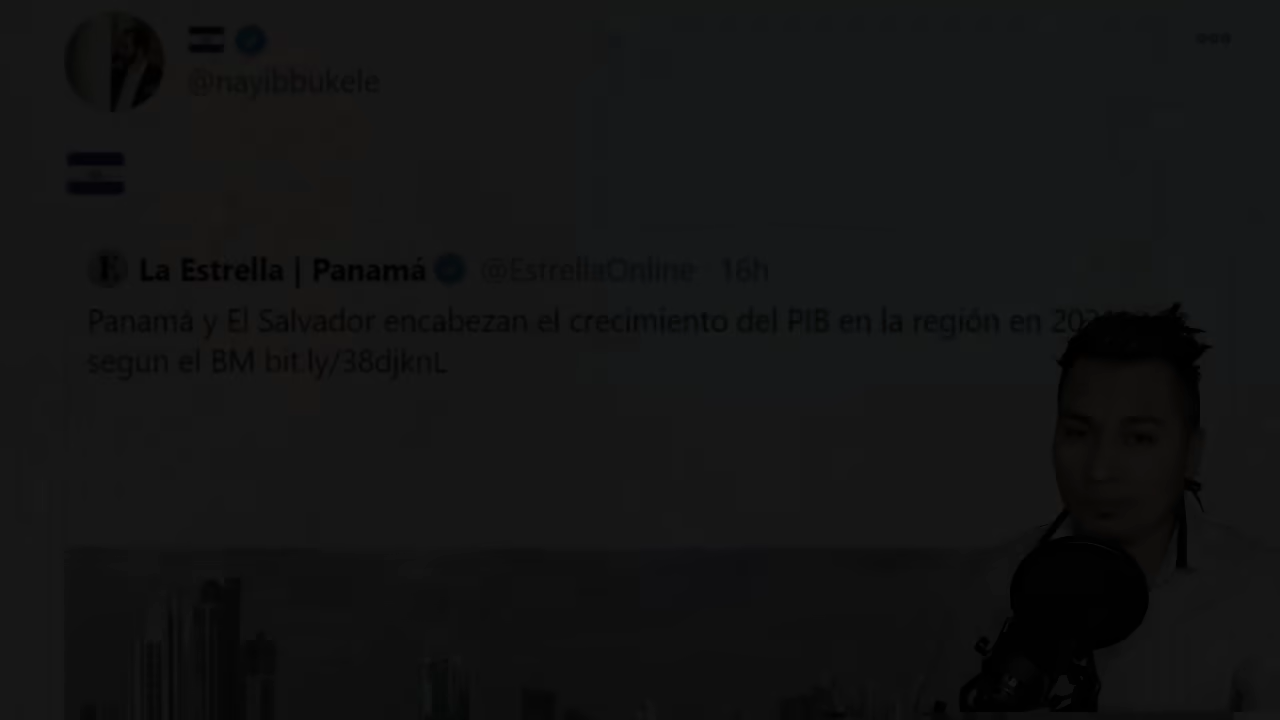 @nayibbukele
La Estrella | Panamá @EstrellaOnline · 16h
Panamá y El Salvador encabezan el crecimiento del PIB en la región en
segun el BM bit.ly/38djknL